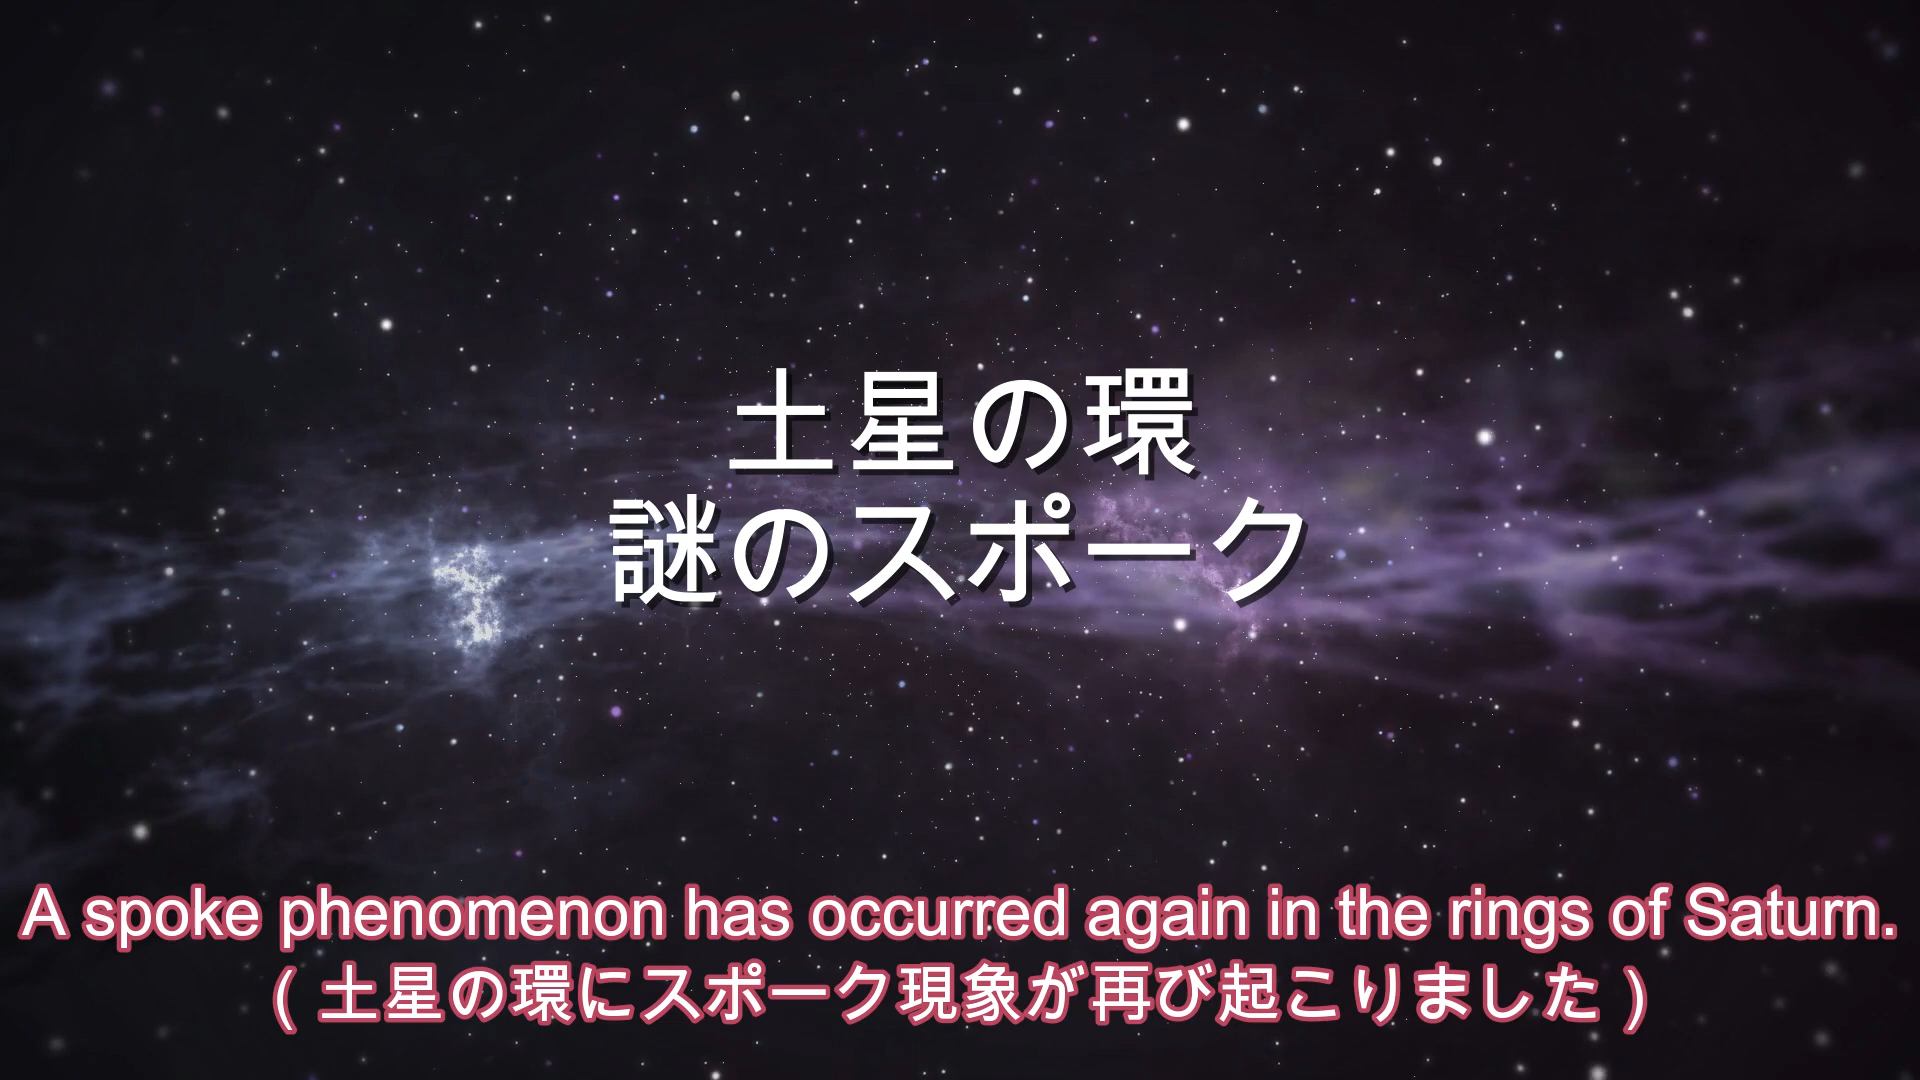 土星の環
謎のスポーク
A spoke phenomenon has occurred again in the rings of Saturn.
( 土星の環にスポーク現象が再び起こりました )